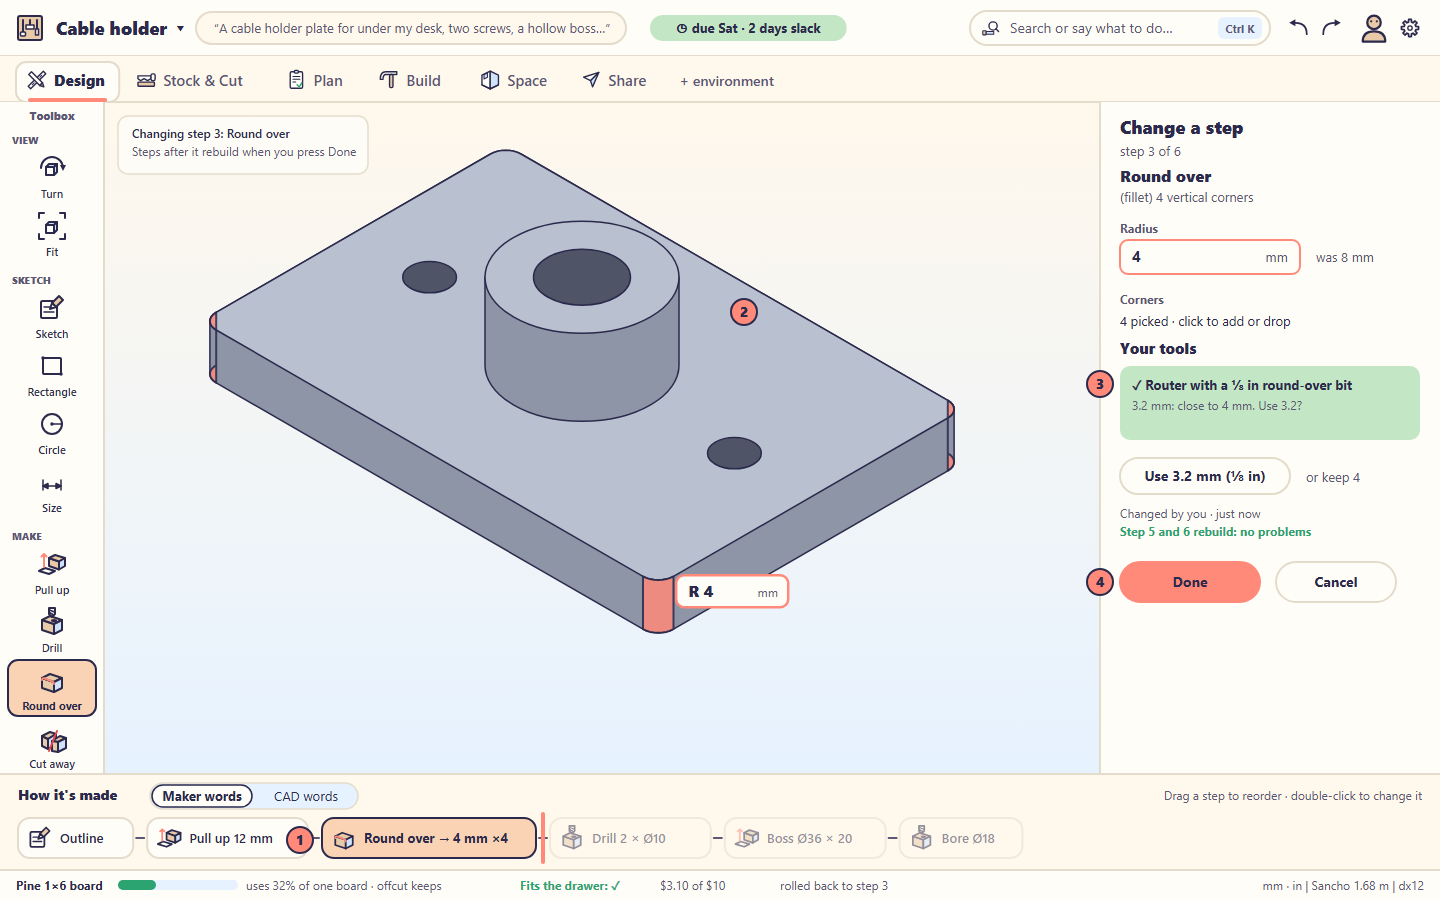 Cable holder
"A cable holder plate for under my desk, two screws, a hollow boss..."
due Sat · 2 days slack
Search or say what to do...
Ctrl K
Design
Stock & Cut
Plan
Build
Space
Share
+ environment
Toolbox
VIEW
Turn
Fit
SKETCH
Sketch
Rectangle
Circle
Size
MAKE
Pull up
Drill
Round over
Cut away
Changing step 3: Round over
Steps after it rebuild when you press Done
2
R 4 mm
Change a step
step 3 of 6
Round over
(fillet) 4 vertical corners
Radius
4 mm
was 8 mm
Corners
4 picked · click to add or drop
Your tools
3
✓ Router with a ⅛ in round-over bit
3.2 mm: close to 4 mm. Use 3.2?
Use 3.2 mm (⅛ in)
or keep 4
Changed by you · just now
Step 5 and 6 rebuild: no problems
4
Done
Cancel
How it's made
Maker words
CAD words
Drag a step to reorder · double-click to change it
Outline
Pull up 12 mm
1
Round over → 4 mm ×4
Drill 2 × Ø10
Boss Ø36 × 20
Bore Ø18
Pine 1×6 board
uses 32% of one board · offcut keeps
Fits the drawer: ✓
$3.10 of $10
rolled back to step 3
mm · in | Sancho 1.68 m | dx12